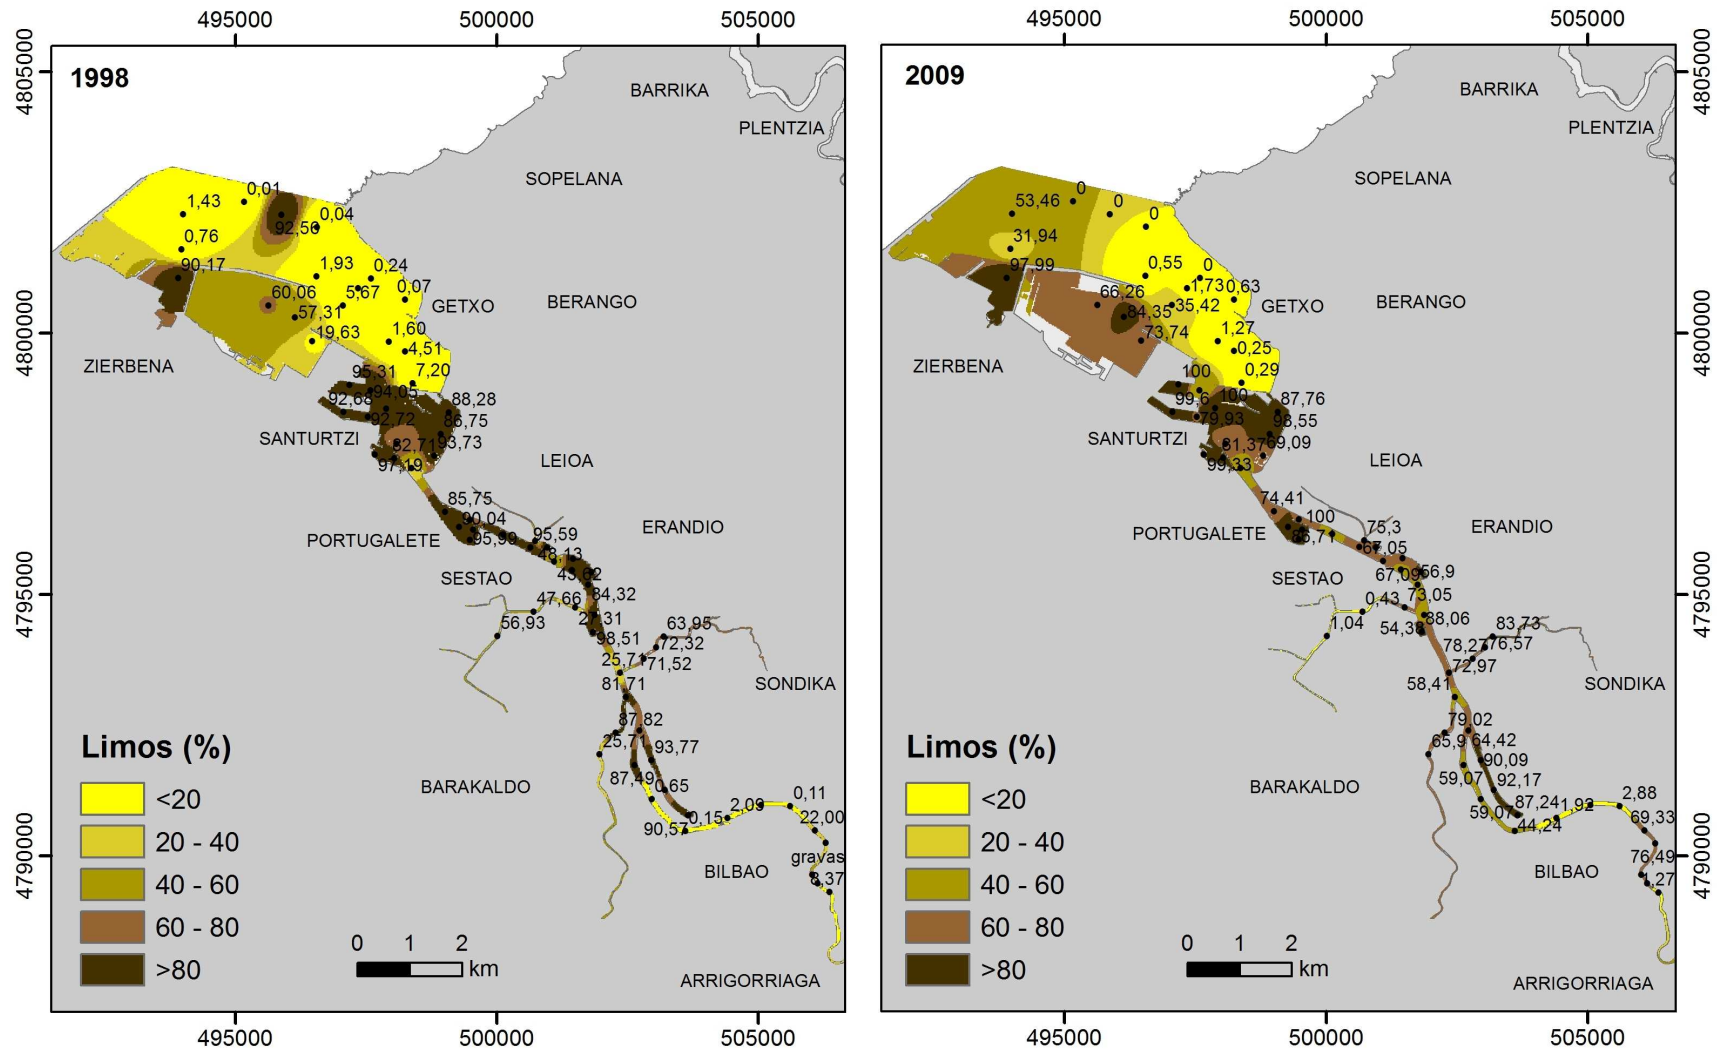 495000 500000 505000
495000 500000 505000
4805000
4800000
4795000
4790000
1998
BARRIKA
PLENTZIA
SOPELANA
0,01
1,43
0,04
92,56
0,76
90,17
1,93
0,24
60,06
5,67
0,07
57,31
GETXO
BERANGO
19,63
1,60
4,51
ZIERBENA
95,31
7,20
94,05
92,68
88,28
92,72
86,75
SANTURTZI
93,73
97,19
LEIOA
85,75
90,04
ERANDIO
PORTUGALETE
95,99
95,59
48,13
SESTAO
43,62
47,66
84,32
56,93
27,31
98,51
63,95
72,32
25,71
71,52
81,71
SONDIKA
87,82
25,71
93,77
Limos (%)
87,49
0,65
BARAKALDO
<20
20 - 40
40 - 60
60 - 80
>80
0,11
2,09
0,15
22,00
90,57
gravas
BILBAO
8,37
0 1 2
km
ARRIGORRIAGA
495000 500000 505000
2009
BARRIKA
PLENTZIA
SOPELANA
0
53,46
0
0
31,94
97,99
0,55
0
66,26
1,73
0,63
84,35
35,42
GETXO
BERANGO
73,74
1,27
0,25
ZIERBENA
100
0,29
99,6
100
79,93
87,76
98,55
SANTURTZI
69,09
81,37
99,33
LEIOA
74,41
100
ERANDIO
PORTUGALETE
85,71
75,3
67,05
SESTAO
67,09
66,9
0,43
73,05
1,04
54,38
88,06
83,73
78,27
76,57
72,97
58,41
SONDIKA
79,02
65,9
64,42
90,09
Limos (%)
59,07
92,17
BARAKALDO
<20
20 - 40
40 - 60
60 - 80
>80
87,24
59,07
44,24
1,92
2,88
69,33
76,49
BILBAO
1,27
0 1 2
km
ARRIGORRIAGA
4805000
4800000
4795000
4790000
495000 500000 505000